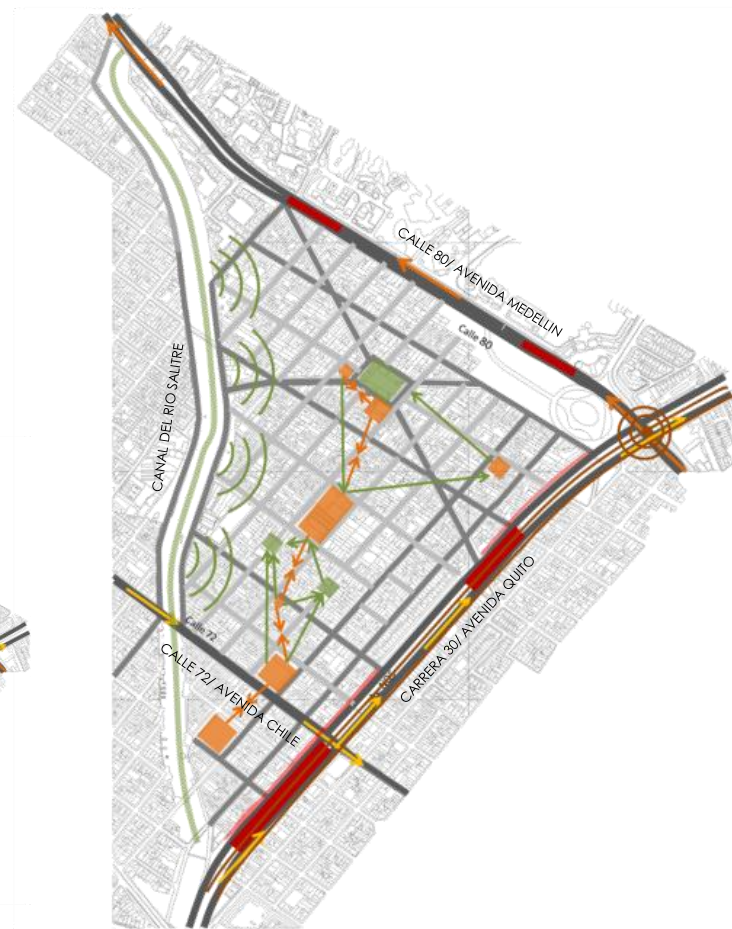 CALLE 80/ AVENIDA MEDELLIN
Calle 80
CANAL DEL RIO SALITRE
CARRERA 30/ AVENIDA QUITO
Calle 72
CALLE 72/ AVENIDA CHILE